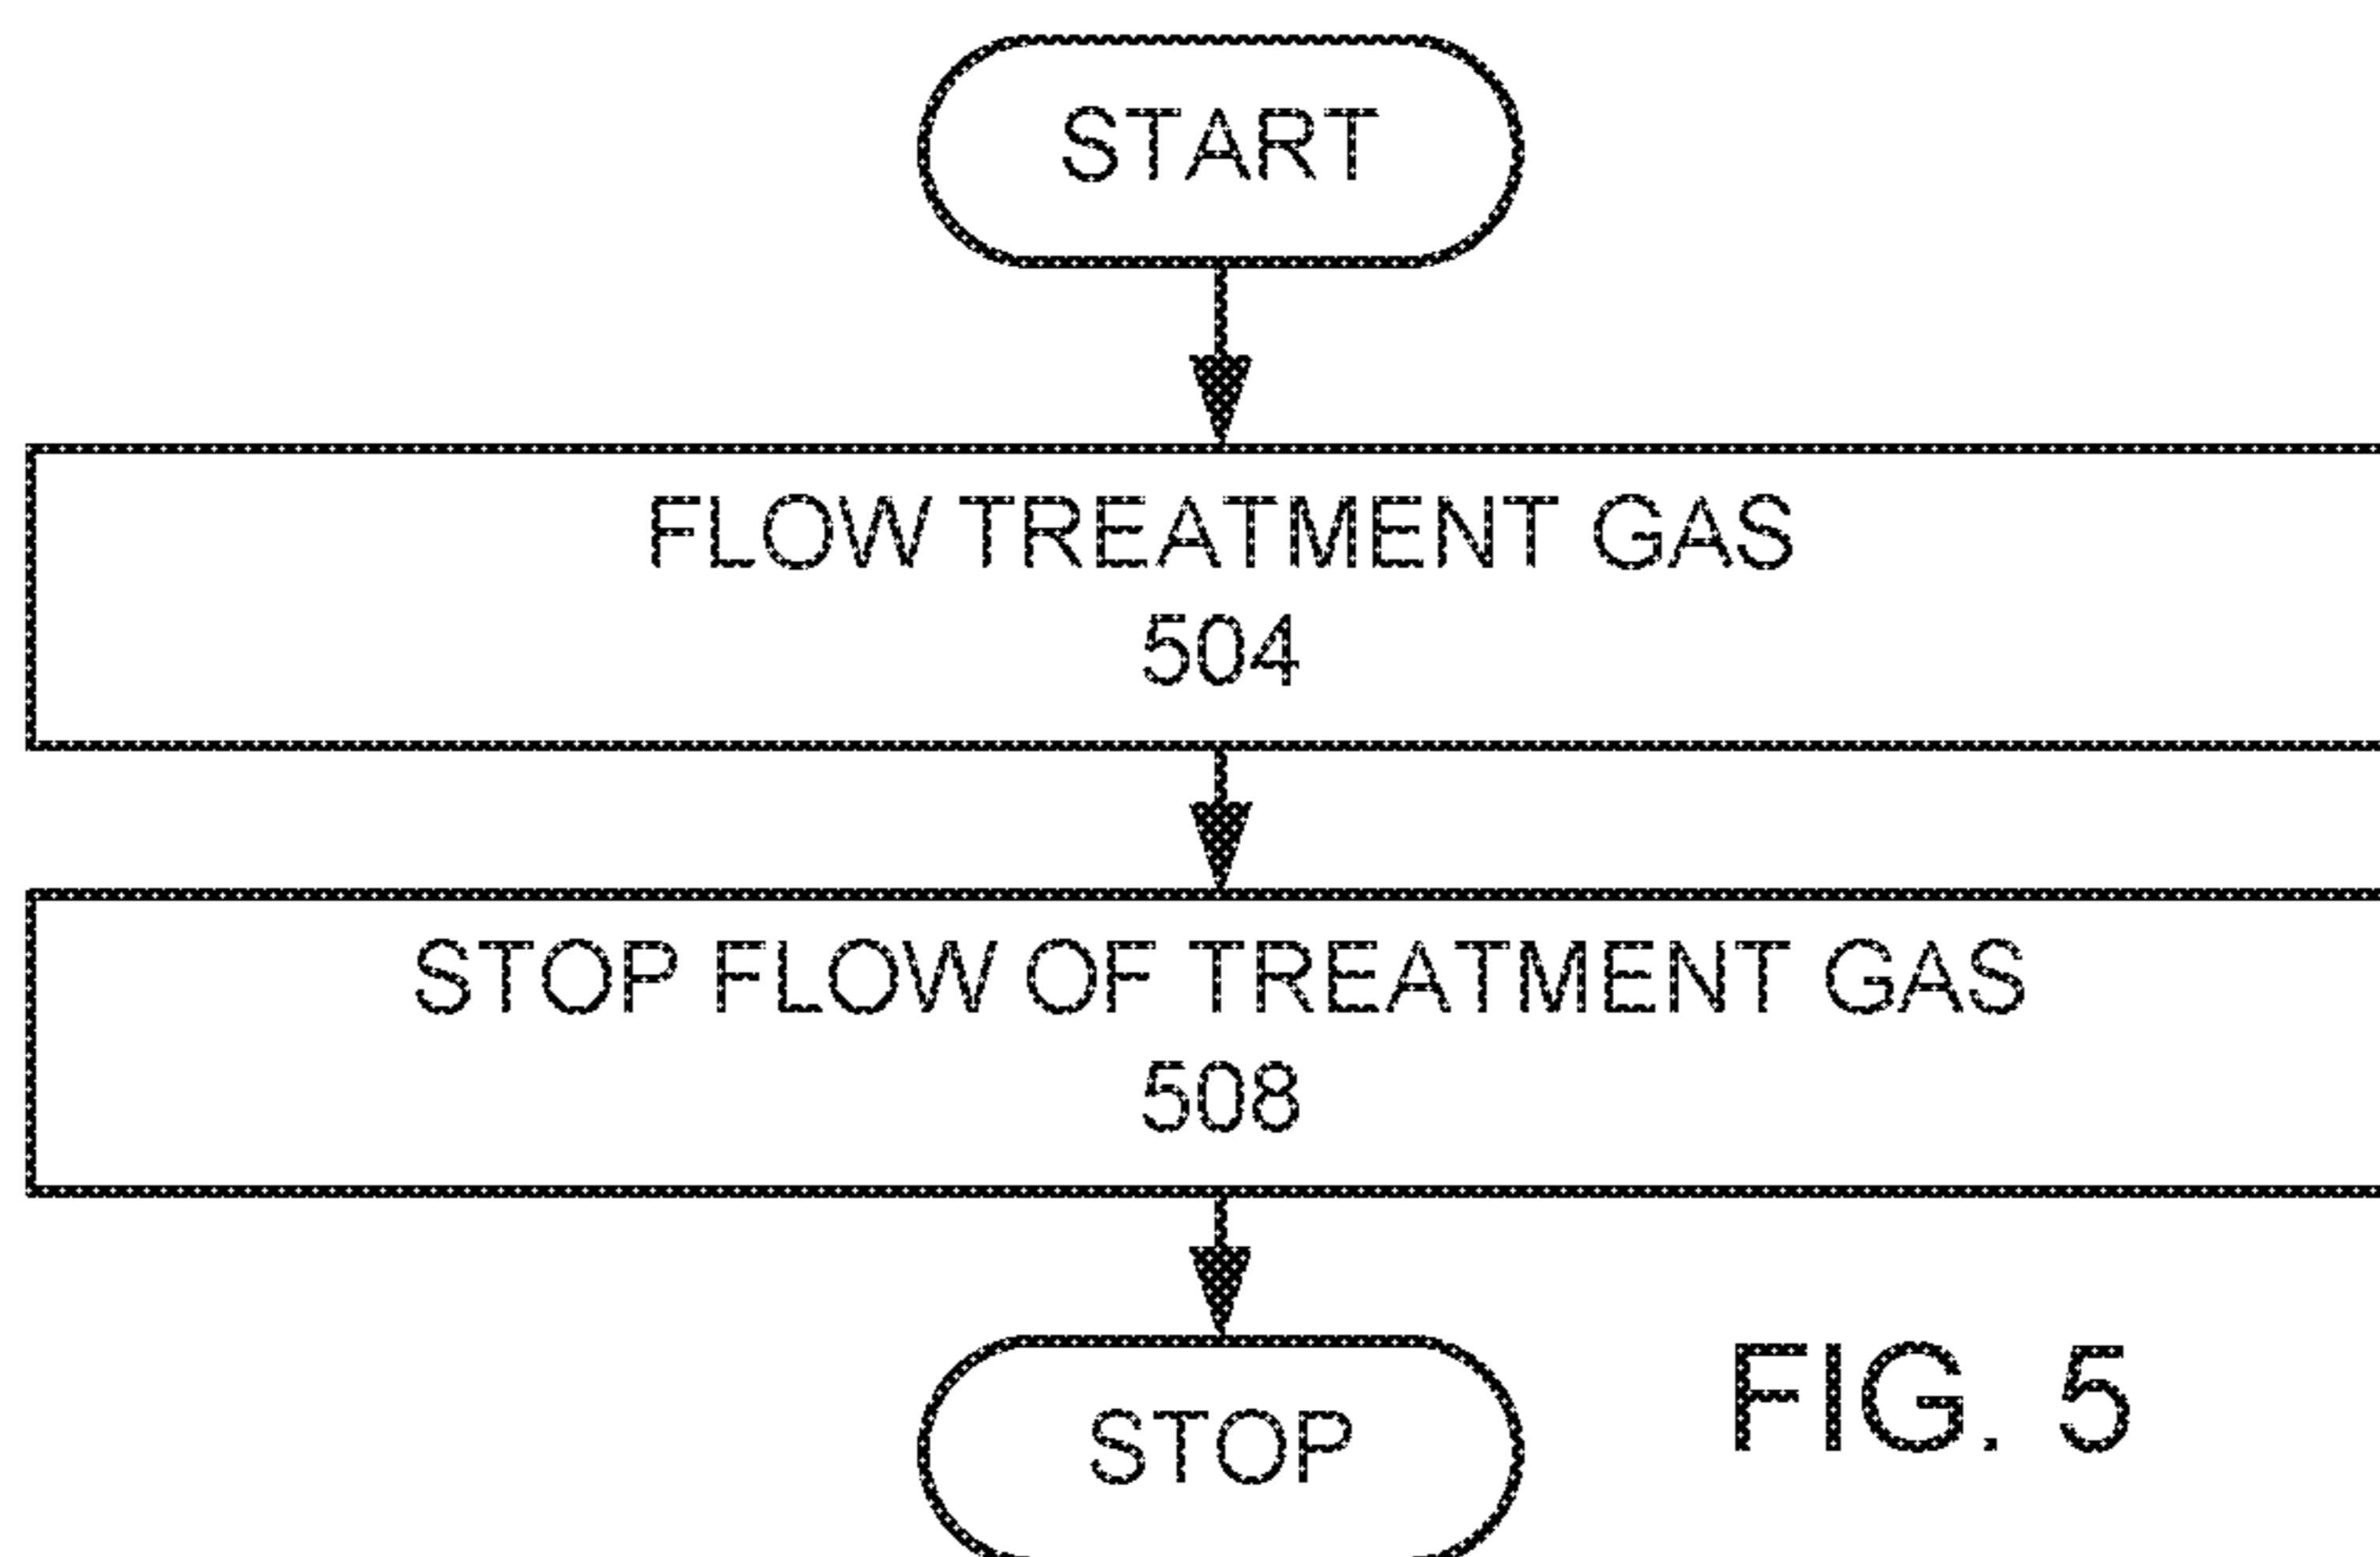 START
FLOW TREATMENT GAS
504
STOP FLOW OF TREATMENT GAS
508
STOP
FIG. 5